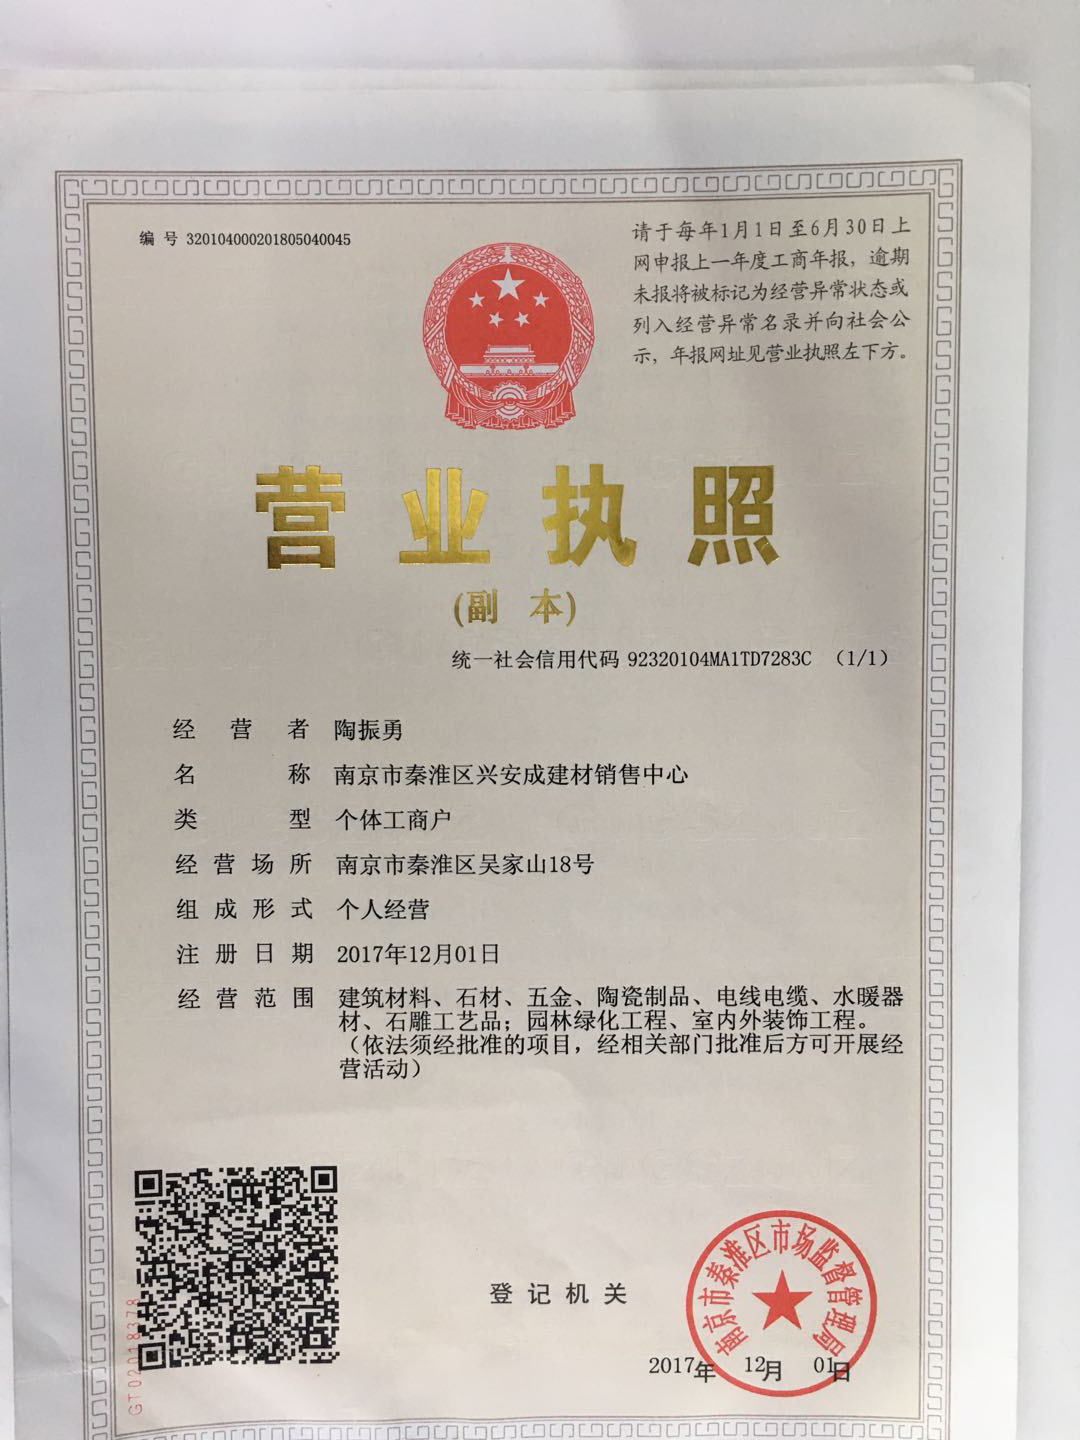 编 号 320104000201805040045
请于每年1月1日至6月30日上
网申报上一年度工商年报，逾期
未报将被标记为经营异常状态或
列入经营异常名录并向社会公
示，年报网址见营业执照左下方。
营业执照
(副 本)
统一社会信用代码 92320104MA1TD7283C （1/1）
经营者 陶振勇
名称 南京市秦淮区兴安成建材销售中心
类型 个体工商户
经营场所 南京市秦淮区吴家山18号
组成形式 个人经营
注册日期 2017年12月01日
经营范围 建筑材料、石材、五金、陶瓷制品、电线电缆、水暖器
材、石雕工艺品；园林绿化工程、室内外装饰工程。
（依法须经批准的项目，经相关部门批准后方可开展经
营活动）
GT02018378
登记机关
南京市秦淮区市场监督管理局
2017年 12月 01日